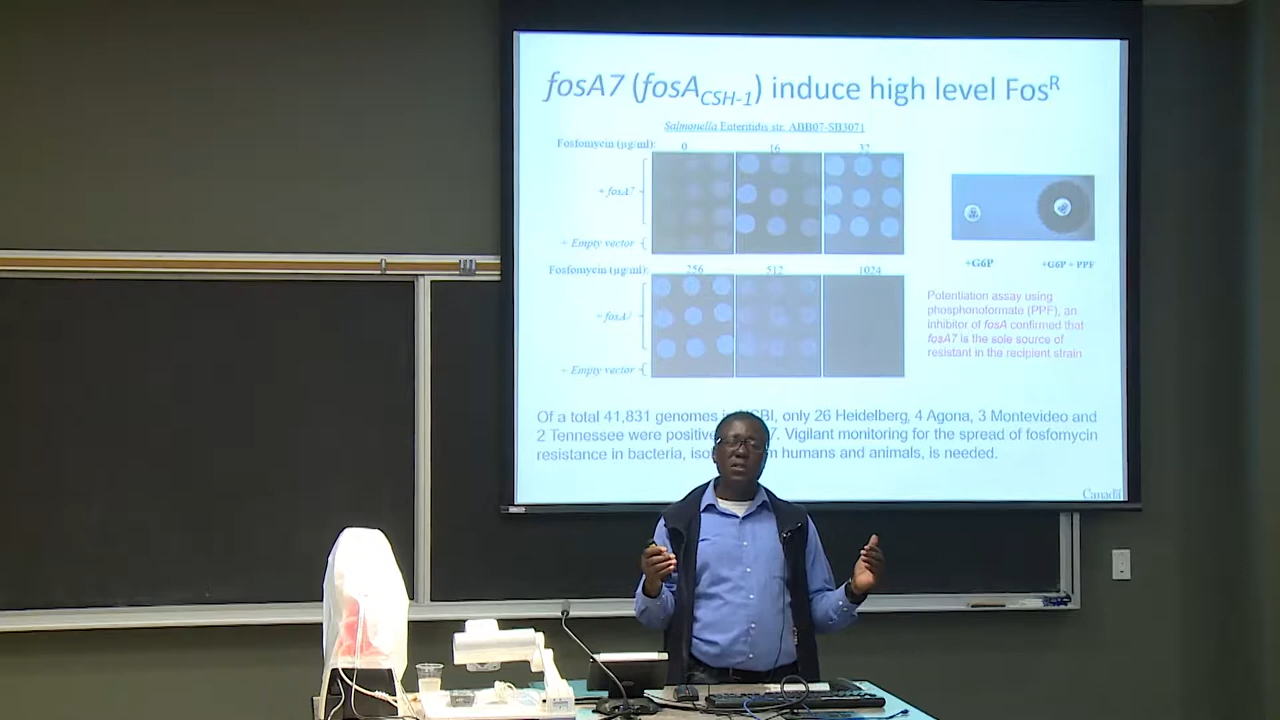 fosA7 (fosACSH-1) induce high level FosR
Salmonella Enteritidis str. ABB07-SB3071
Fosfomycin (µg/ml): 0 16 32
+ fosA7
+ Empty vector
Fosfomycin (µg/ml): 256 512 1024
+ fosA7
+ Empty vector
+G6P +G6P + PPF
Potentiation assay using
phosphonoformate (PPF), an
inhibitor of fosA confirmed that
fosA7 is the sole source of
resistant in the recipient strain
Of a total 41,831 genomes BI, only 26 Heidelberg, 4 Agona, 3 Montevideo and
2 Tennessee were positive 7. Vigilant monitoring for the spread of fosfomycin
resistance in bacteria, humans and animals, is needed.
Canada